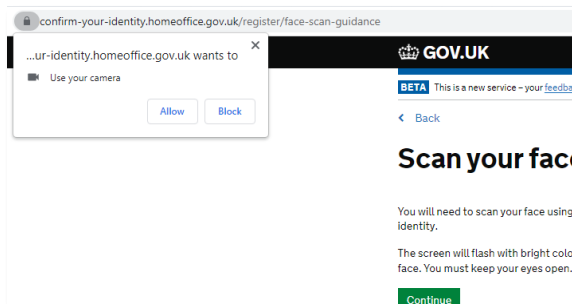 confirm-your-identity.homeoffice.gov.uk/register/face-scan-guidance
...ur-identity.homeoffice.gov.uk wants to
×
Use your camera
Allow
Block
GOV.UK
BETA This is a new service – your
Back
Scan your
You will need to scan your face using
identity.
The screen will flash with bright
face. You must keep your eyes open.
Continue